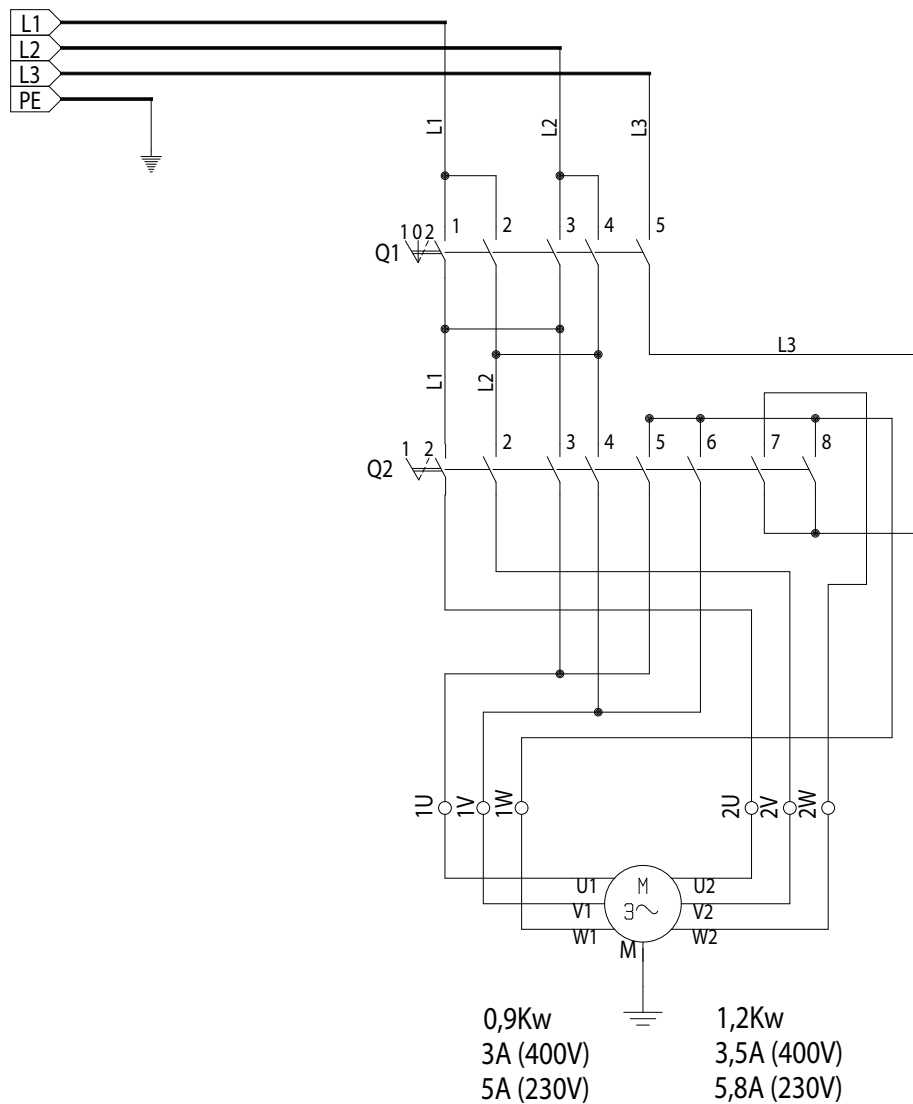 L1
L2
L3
PE
L1 L2 L3
1 0 2 1 2 3 4 5
Q1
L3
L1 L2
1 2 2 3 4 5 6 7 8
Q2
1U 1V 1W 2U 2V 2W
U1 M U2
V1 3~ V2
W1 W2
M
0,9Kw 1,2Kw
3A (400V) 3,5A (400V)
5A (230V) 5,8A (230V)